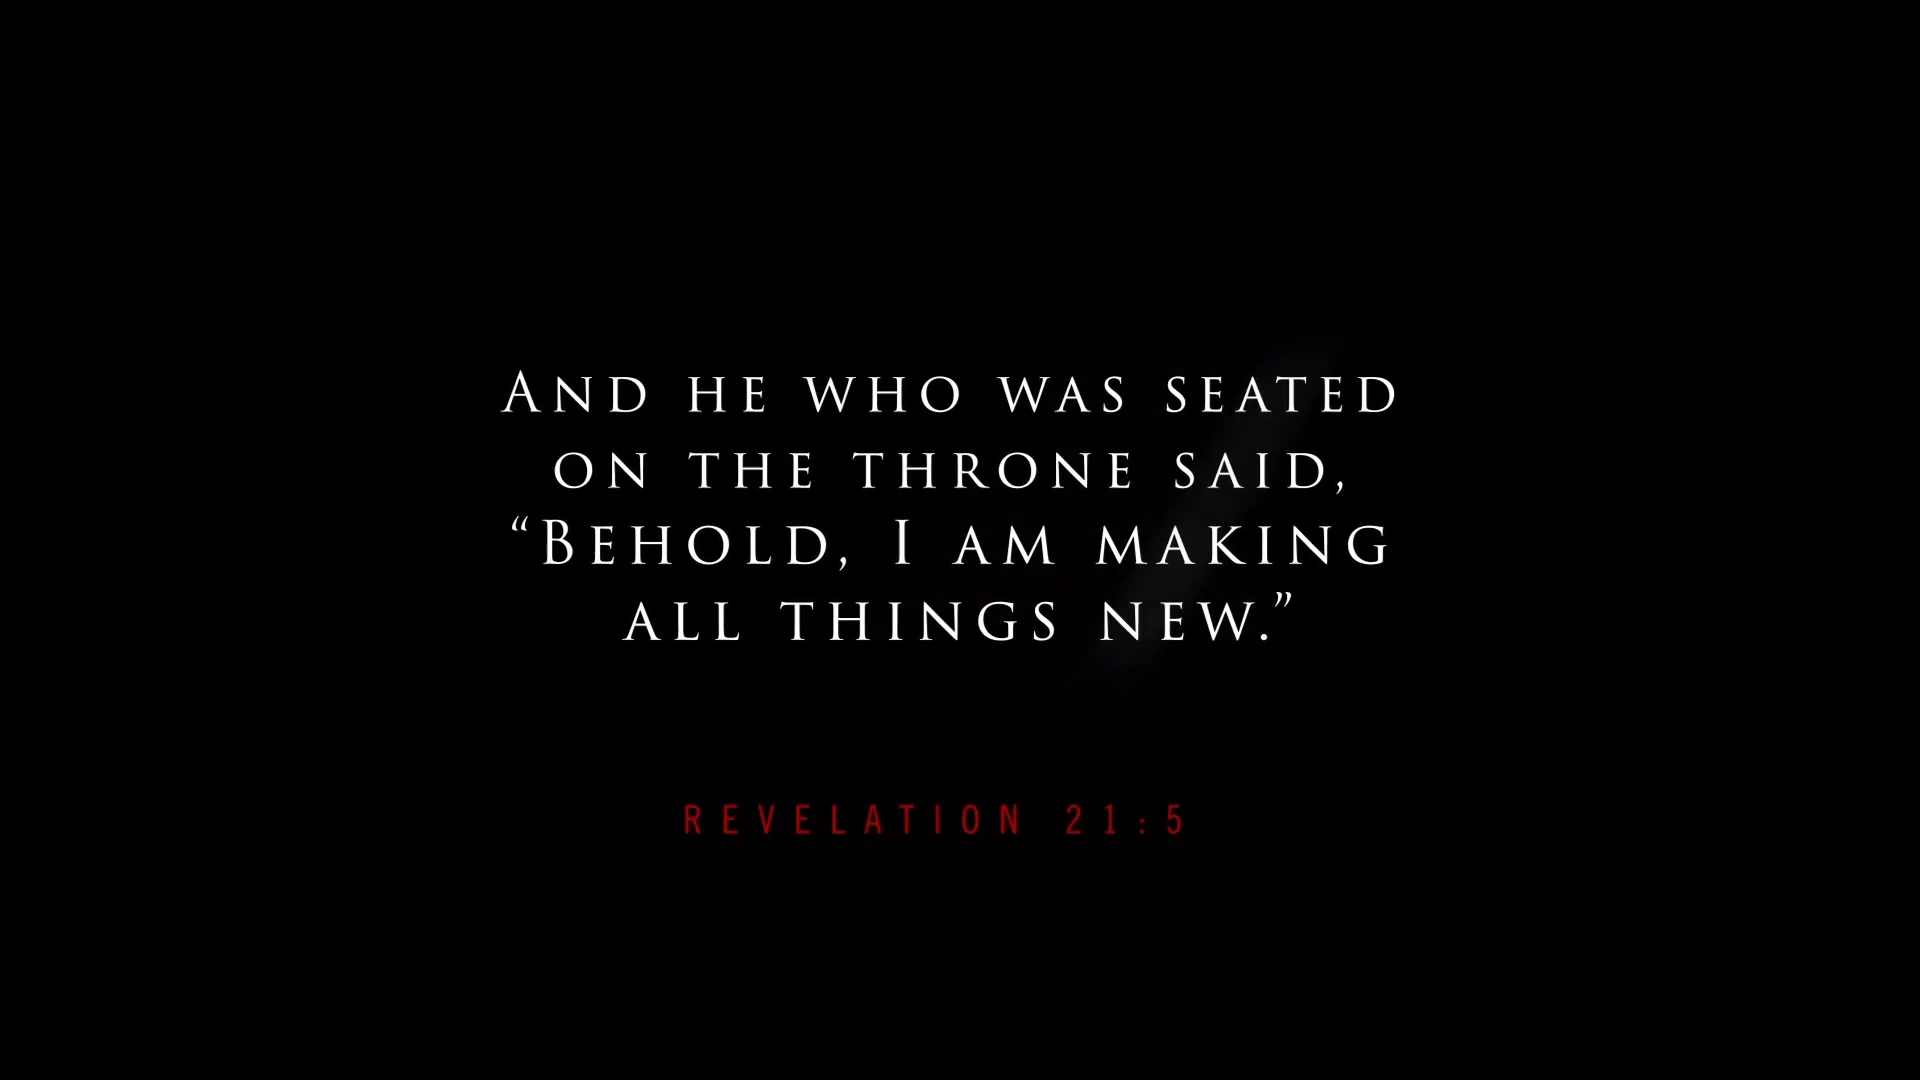 And he who was seated
on the throne said,
“Behold, I am making
all things new.”
REVELATION 21:5